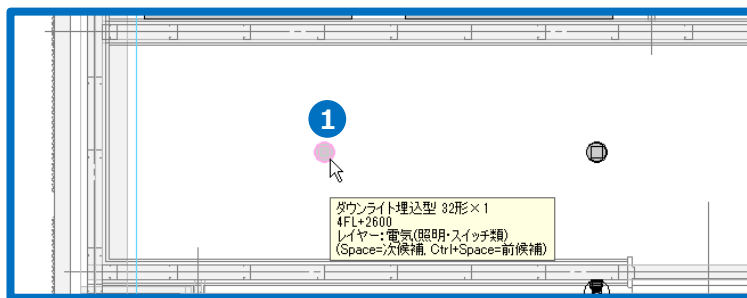 1
ダウンライト埋込型 32形×1
4FL+2600
レイヤー：電気(照明・スイッチ類)
(Space=次候補, Ctrl+Space=前候補)